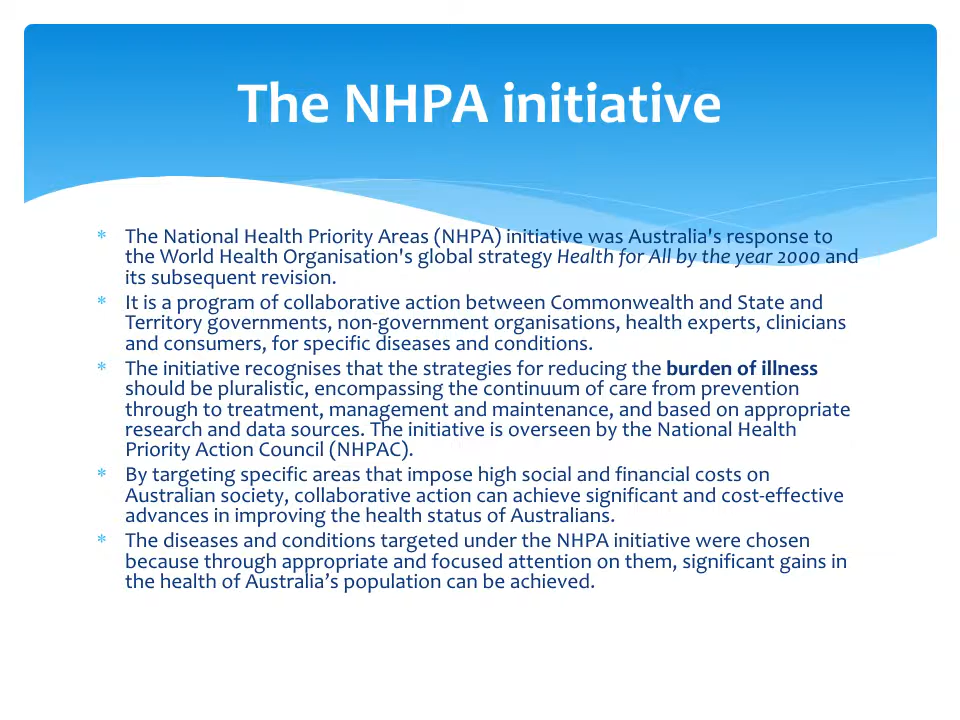 The NHPA initiative
* The National Health Priority Areas (NHPA) initiative was Australia's response to
the World Health Organisation's global strategy Health for All by the year 2000 and
its subsequent revision.
* It is a program of collaborative action between Commonwealth and State and
Territory governments, non-government organisations, health experts, clinicians
and consumers, for specific diseases and conditions.
* The initiative recognises that the strategies for reducing the burden of illness
should be pluralistic, encompassing the continuum of care from prevention
through to treatment, management and maintenance, and based on appropriate
research and data sources. The initiative is overseen by the National Health
Priority Action Council (NHPAC).
* By targeting specific areas that impose high social and financial costs on
Australian society, collaborative action can achieve significant and cost-effective
advances in improving the health status of Australians.
* The diseases and conditions targeted under the NHPA initiative were chosen
because through appropriate and focused attention on them, significant gains in
the health of Australia’s population can be achieved.